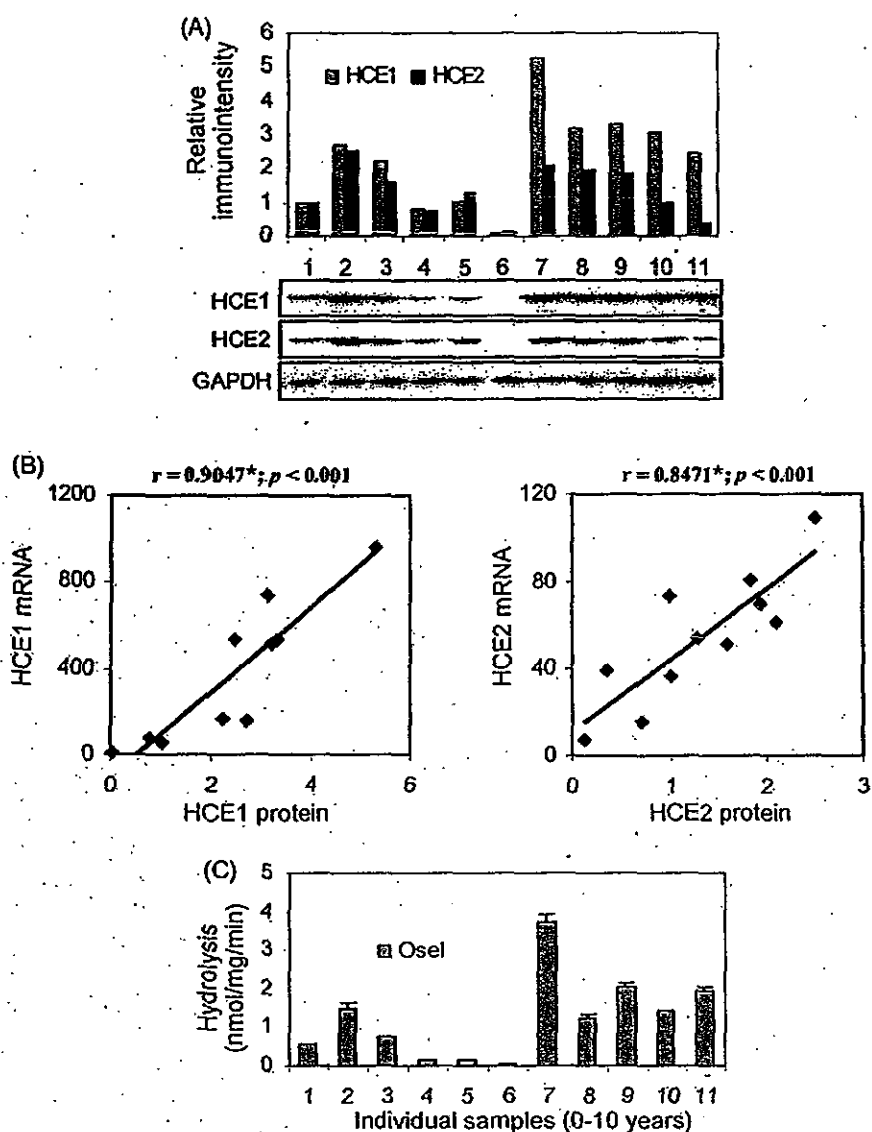 (A)
6
5
4
3
2
1
0
Relative immunointensity
HCE1 HCE2
1 2 3 4 5 6 7 8 9 10 11
HCE1
HCE2
GAPDH
(B)
r = 0.9047*; p < 0.001
1200
800
400
0
HCE1 mRNA
0 2 4 6
HCE1 protein
r = 0.8471*; p < 0.001
120
80
40
0
HCE2 mRNA
0 1 2 3
HCE2 protein
(C)
5
4
3
2
1
0
Hydrolysis
(nmol/mg/min)
Osel
1 2 3 4 5 6 7 8 9 10 11
Individual samples (0-10 years)